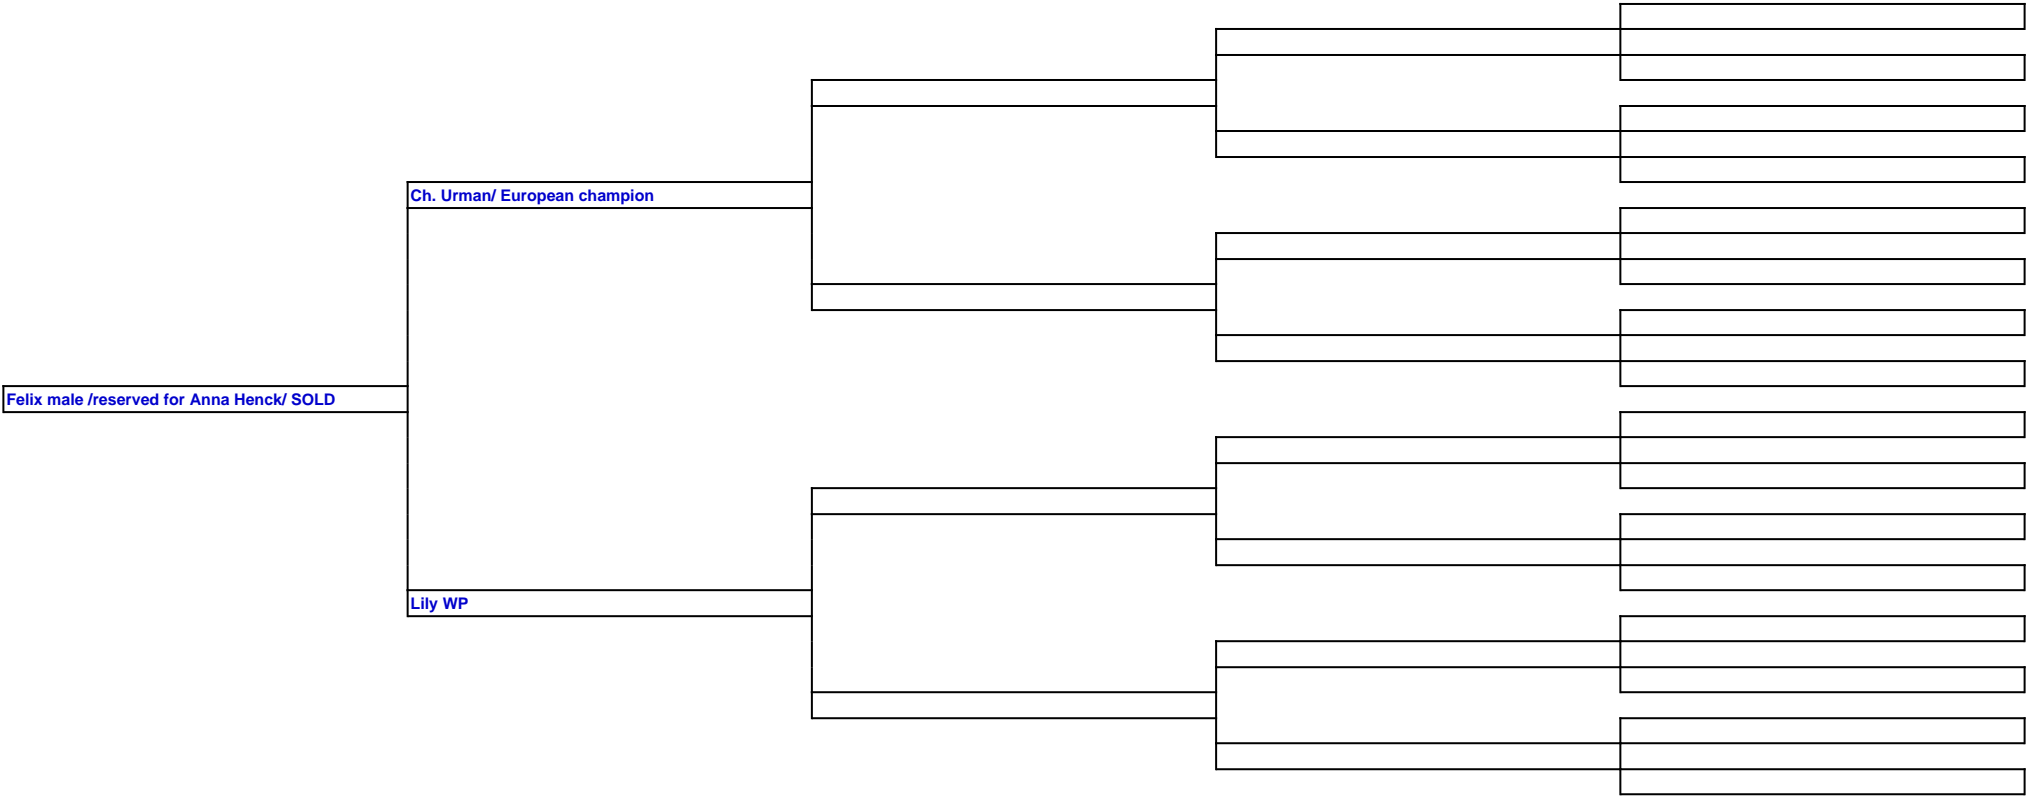 Ch. Urman/ European champion
Felix male /reserved for Anna Henck/ SOLD
Lily WP